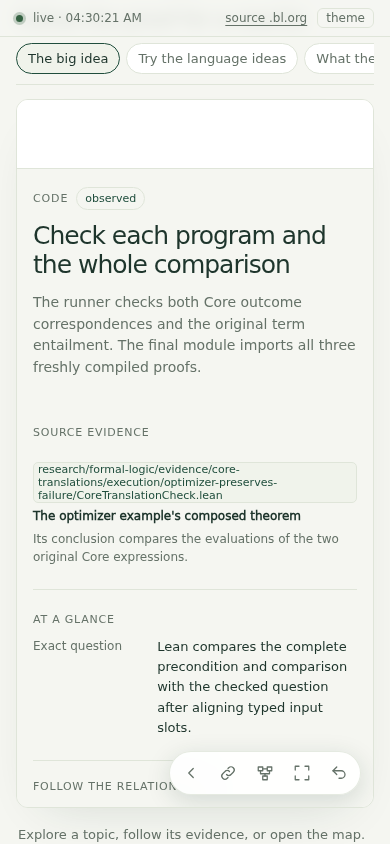 live · 04:30:21 AM
source .bl.org
theme
The big idea
Try the language ideas
What the
CODE
observed
Check each program and
the whole comparison
The runner checks both Core outcome
correspondences and the original term
entailment. The final module imports all three
freshly compiled proofs.
SOURCE EVIDENCE
research/formal-logic/evidence/core-
translations/execution/optimizer-preserves-
failure/CoreTranslationCheck.lean
The optimizer example's composed theorem
Its conclusion compares the evaluations of the two
original Core expressions.
AT A GLANCE
Exact question
Lean compares the complete
precondition and comparison
with the checked question
after aligning typed input
slots.
FOLLOW THE RELATION
Explore a topic, follow its evidence, or open the map.